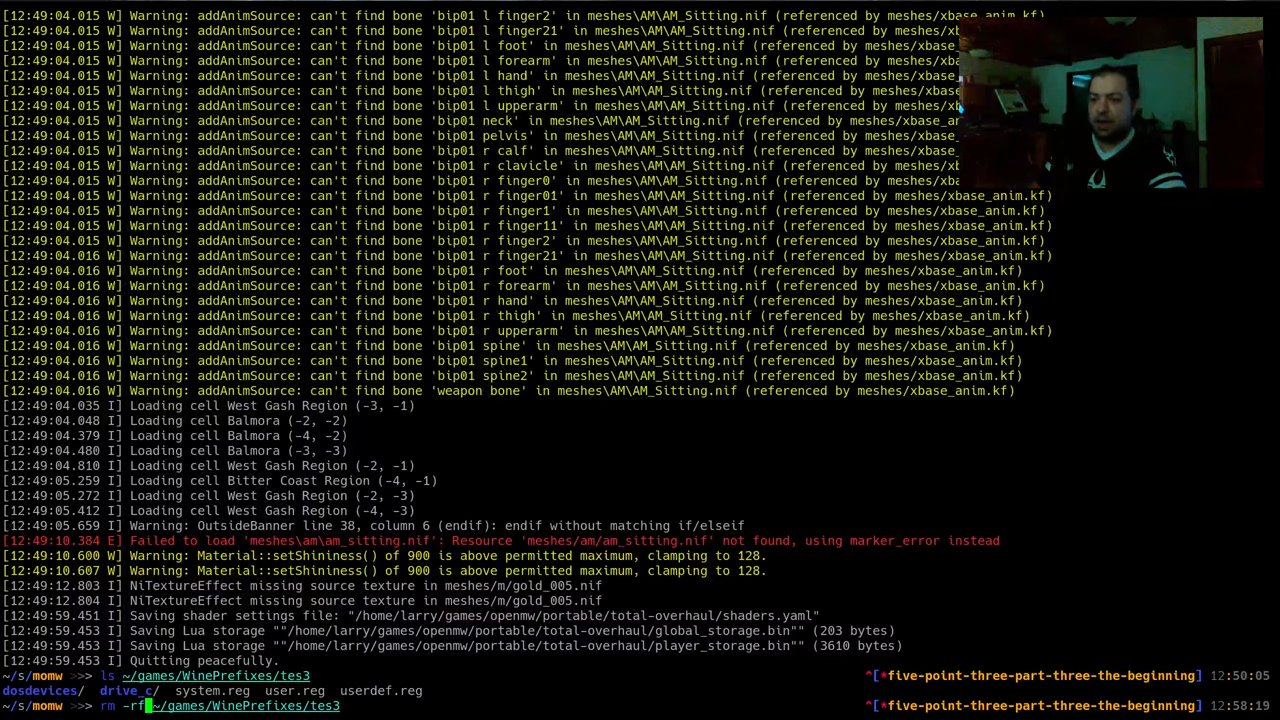 [12:49:04.015 W] Warning: addAnimSource: can't find bone 'bip01 l finger2' in meshes\AM\AM_Sitting.nif (referenced by meshes/xbase_anim.kf)
[12:49:04.015 W] Warning: addAnimSource: can't find bone 'bip01 l finger21' in meshes\AM\AM_Sitting.nif (referenced by meshes/xbase
[12:49:04.015 W] Warning: addAnimSource: can't find bone 'bip01 l foot' in meshes\AM\AM_Sitting.nif (referenced by meshes/xbase_an
[12:49:04.015 W] Warning: addAnimSource: can't find bone 'bip01 l forearm' in meshes\AM\AM_Sitting.nif (referenced by meshes/xbase_
[12:49:04.015 W] Warning: addAnimSource: can't find bone 'bip01 l hand' in meshes\AM\AM_Sitting.nif (referenced by meshes/xbase_an
[12:49:04.015 W] Warning: addAnimSource: can't find bone 'bip01 l thigh' in meshes\AM\AM_Sitting.nif (referenced by meshes/xbase_a
[12:49:04.015 W] Warning: addAnimSource: can't find bone 'bip01 l upperarm' in meshes\AM\AM_Sitting.nif (referenced by meshes/xbase
[12:49:04.015 W] Warning: addAnimSource: can't find bone 'bip01 neck' in meshes\AM\AM_Sitting.nif (referenced by meshes/xbase_anim
[12:49:04.015 W] Warning: addAnimSource: can't find bone 'bip01 pelvis' in meshes\AM\AM_Sitting.nif (referenced by meshes/xbase_an
[12:49:04.015 W] Warning: addAnimSource: can't find bone 'bip01 r calf' in meshes\AM\AM_Sitting.nif (referenced by meshes/xbase_an
[12:49:04.015 W] Warning: addAnimSource: can't find bone 'bip01 r clavicle' in meshes\AM\AM_Sitting.nif (referenced by meshes/xbase
[12:49:04.015 W] Warning: addAnimSource: can't find bone 'bip01 r finger0' in meshes\AM\AM_Sitting.nif (referenced by meshes/xbase_anim.kf)
[12:49:04.015 W] Warning: addAnimSource: can't find bone 'bip01 r finger01' in meshes\AM\AM_Sitting.nif (referenced by meshes/xbase_anim.kf)
[12:49:04.015 W] Warning: addAnimSource: can't find bone 'bip01 r finger1' in meshes\AM\AM_Sitting.nif (referenced by meshes/xbase_anim.kf)
[12:49:04.015 W] Warning: addAnimSource: can't find bone 'bip01 r finger11' in meshes\AM\AM_Sitting.nif (referenced by meshes/xbase_anim.kf)
[12:49:04.015 W] Warning: addAnimSource: can't find bone 'bip01 r finger2' in meshes\AM\AM_Sitting.nif (referenced by meshes/xbase_anim.kf)
[12:49:04.016 W] Warning: addAnimSource: can't find bone 'bip01 r finger21' in meshes\AM\AM_Sitting.nif (referenced by meshes/xbase_anim.kf)
[12:49:04.016 W] Warning: addAnimSource: can't find bone 'bip01 r foot' in meshes\AM\AM_Sitting.nif (referenced by meshes/xbase_anim.kf)
[12:49:04.016 W] Warning: addAnimSource: can't find bone 'bip01 r forearm' in meshes\AM\AM_Sitting.nif (referenced by meshes/xbase_anim.kf)
[12:49:04.016 W] Warning: addAnimSource: can't find bone 'bip01 r hand' in meshes\AM\AM_Sitting.nif (referenced by meshes/xbase_anim.kf)
[12:49:04.016 W] Warning: addAnimSource: can't find bone 'bip01 r thigh' in meshes\AM\AM_Sitting.nif (referenced by meshes/xbase_anim.kf)
[12:49:04.016 W] Warning: addAnimSource: can't find bone 'bip01 r upperarm' in meshes\AM\AM_Sitting.nif (referenced by meshes/xbase_anim.kf)
[12:49:04.016 W] Warning: addAnimSource: can't find bone 'bip01 spine' in meshes\AM\AM_Sitting.nif (referenced by meshes/xbase_anim.kf)
[12:49:04.016 W] Warning: addAnimSource: can't find bone 'bip01 spine1' in meshes\AM\AM_Sitting.nif (referenced by meshes/xbase_anim.kf)
[12:49:04.016 W] Warning: addAnimSource: can't find bone 'bip01 spine2' in meshes\AM\AM_Sitting.nif (referenced by meshes/xbase_anim.kf)
[12:49:04.016 W] Warning: addAnimSource: can't find bone 'weapon bone' in meshes\AM\AM_Sitting.nif (referenced by meshes/xbase_anim.kf)
[12:49:04.035 I] Loading cell West Gash Region (-3, -1)
[12:49:04.048 I] Loading cell Balmora (-2, -2)
[12:49:04.379 I] Loading cell Balmora (-4, -2)
[12:49:04.480 I] Loading cell Balmora (-3, -3)
[12:49:04.810 I] Loading cell West Gash Region (-2, -1)
[12:49:05.259 I] Loading cell Bitter Coast Region (-4, -1)
[12:49:05.272 I] Loading cell West Gash Region (-2, -3)
[12:49:05.412 I] Loading cell West Gash Region (-4, -3)
[12:49:05.659 I] Warning: OutsideBanner line 38, column 6 (endif): endif without matching if/elseif
[12:49:10.384 E] Failed to load 'meshes\am\am_sitting.nif': Resource 'meshes/am/am_sitting.nif' not found, using marker_error instead
[12:49:10.600 W] Warning: Material::setShininess() of 900 is above permitted maximum, clamping to 128.
[12:49:10.607 W] Warning: Material::setShininess() of 900 is above permitted maximum, clamping to 128.
[12:49:12.803 I] NiTextureEffect missing source texture in meshes/m/gold_005.nif
[12:49:12.804 I] NiTextureEffect missing source texture in meshes/m/gold_005.nif
[12:49:59.451 I] Saving shader settings file: "/home/larry/games/openmw/portable/total-overhaul/shaders.yaml"
[12:49:59.453 I] Saving Lua storage ""/home/larry/games/openmw/portable/total-overhaul/global_storage.bin"" (203 bytes)
[12:49:59.453 I] Saving Lua storage ""/home/larry/games/openmw/portable/total-overhaul/player_storage.bin"" (3610 bytes)
[12:49:59.453 I] Quitting peacefully.
~/s/momw >>> ls ~/games/WinePrefixes/tes3 ^[*five-point-three-part-three-the-beginning] 12:50:05
dosdevices/ drive_c/ system.reg user.reg userdef.reg
~/s/momw >>> rm -rf ~/games/WinePrefixes/tes3 ^[*five-point-three-part-three-the-beginning] 12:58:19